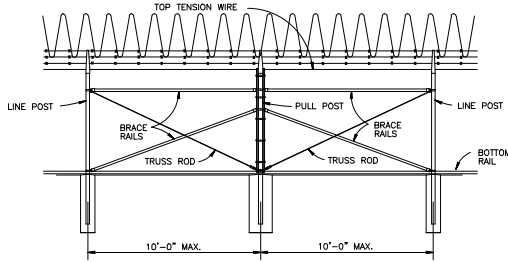 TOP TENSION WIRE
LINE POST
PULL POST
LINE POST
BRACE
RAILS
BRACE
RAILS
TRUSS ROD
TRUSS ROD
BOTTOM
RAIL
10'-0" MAX.
10'-0" MAX.